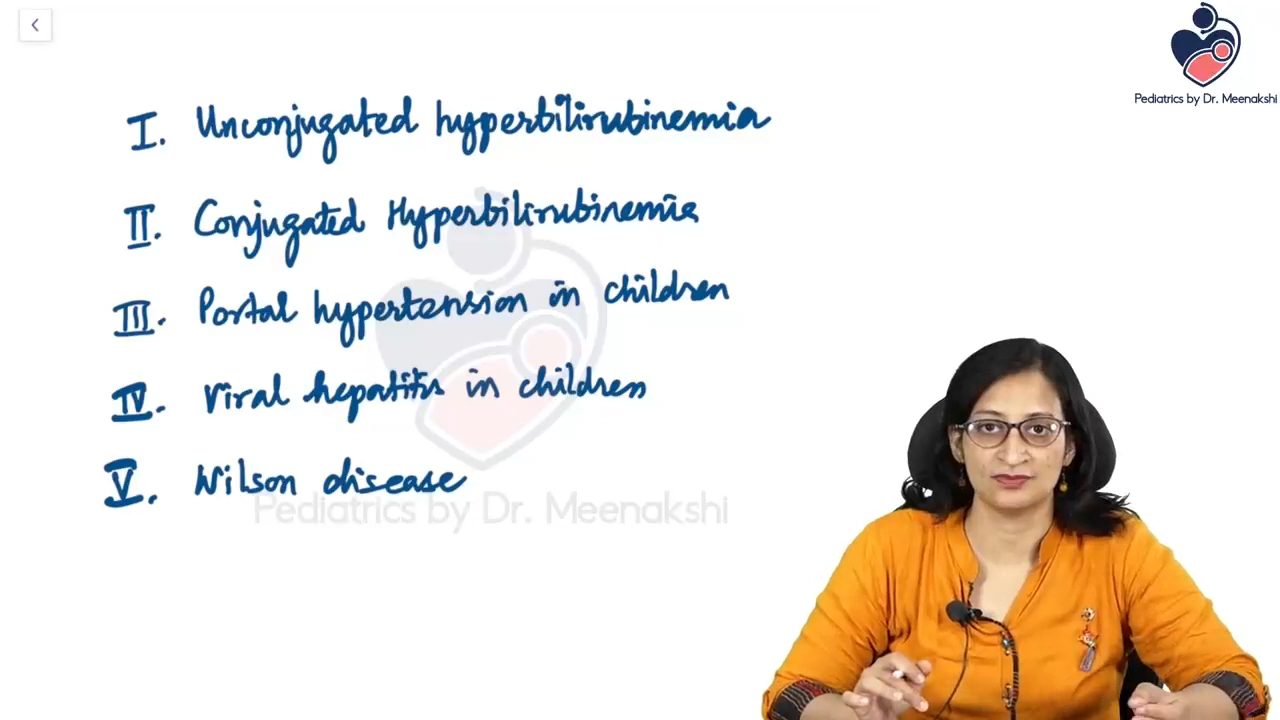 Pediatrics by Dr. Meenakshi
I. Unconjugated hyperbilirubinemia
II. Conjugated Hyperbilirubinemia
III. Portal hypertension in children
IV. Viral hepatitis in children
V. Wilson disease
Pediatrics by Dr. Meenakshi